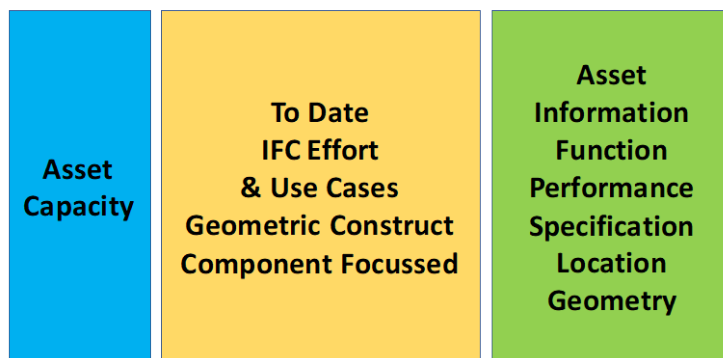 Asset
Capacity
To Date
IFC Effort
& Use Cases
Geometric Construct
Component Focussed
Asset
Information
Function
Performance
Specification
Location
Geometry